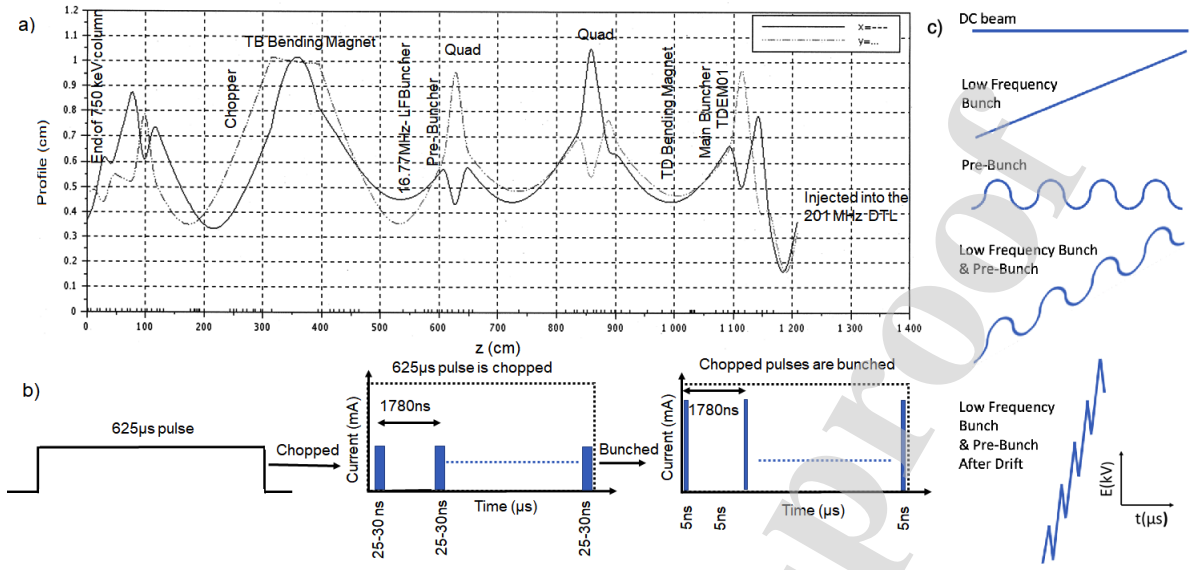 a)
Profile (cm)
1.2
1.1
1
0.9
0.8
0.7
0.6
0.5
0.4
0.3
0.2
0.1
0
0
100
200
300
400
500
600
700
800
900
1 000
1 100
1 200
1 300
1 400
z (cm)
End of 750 keV column
Chopper
TB Bending Magnet
16.77MHz- LFBuncher
Pre- Buncher
Quad
Quad
TD Bending Magnet
Main Buncher
TDEM01
Injected into the
201 MHz DTL
x=---
y=...
b)
625μs pulse
Chopped
625μs pulse is chopped
Current (mA)
1780ns
Time (μs)
25-30ns
25-30ns
25-30ns
Bunched
Chopped pulses are bunched
Current (mA)
1780ns
Time (μs)
5ns
5ns
5ns
c)
DC beam
Low Frequency
Bunch
Pre-Bunch
Low Frequency Bunch
& Pre-Bunch
Low Frequency
Bunch
& Pre-Bunch
After Drift
E(kV)
t(μs)
proof